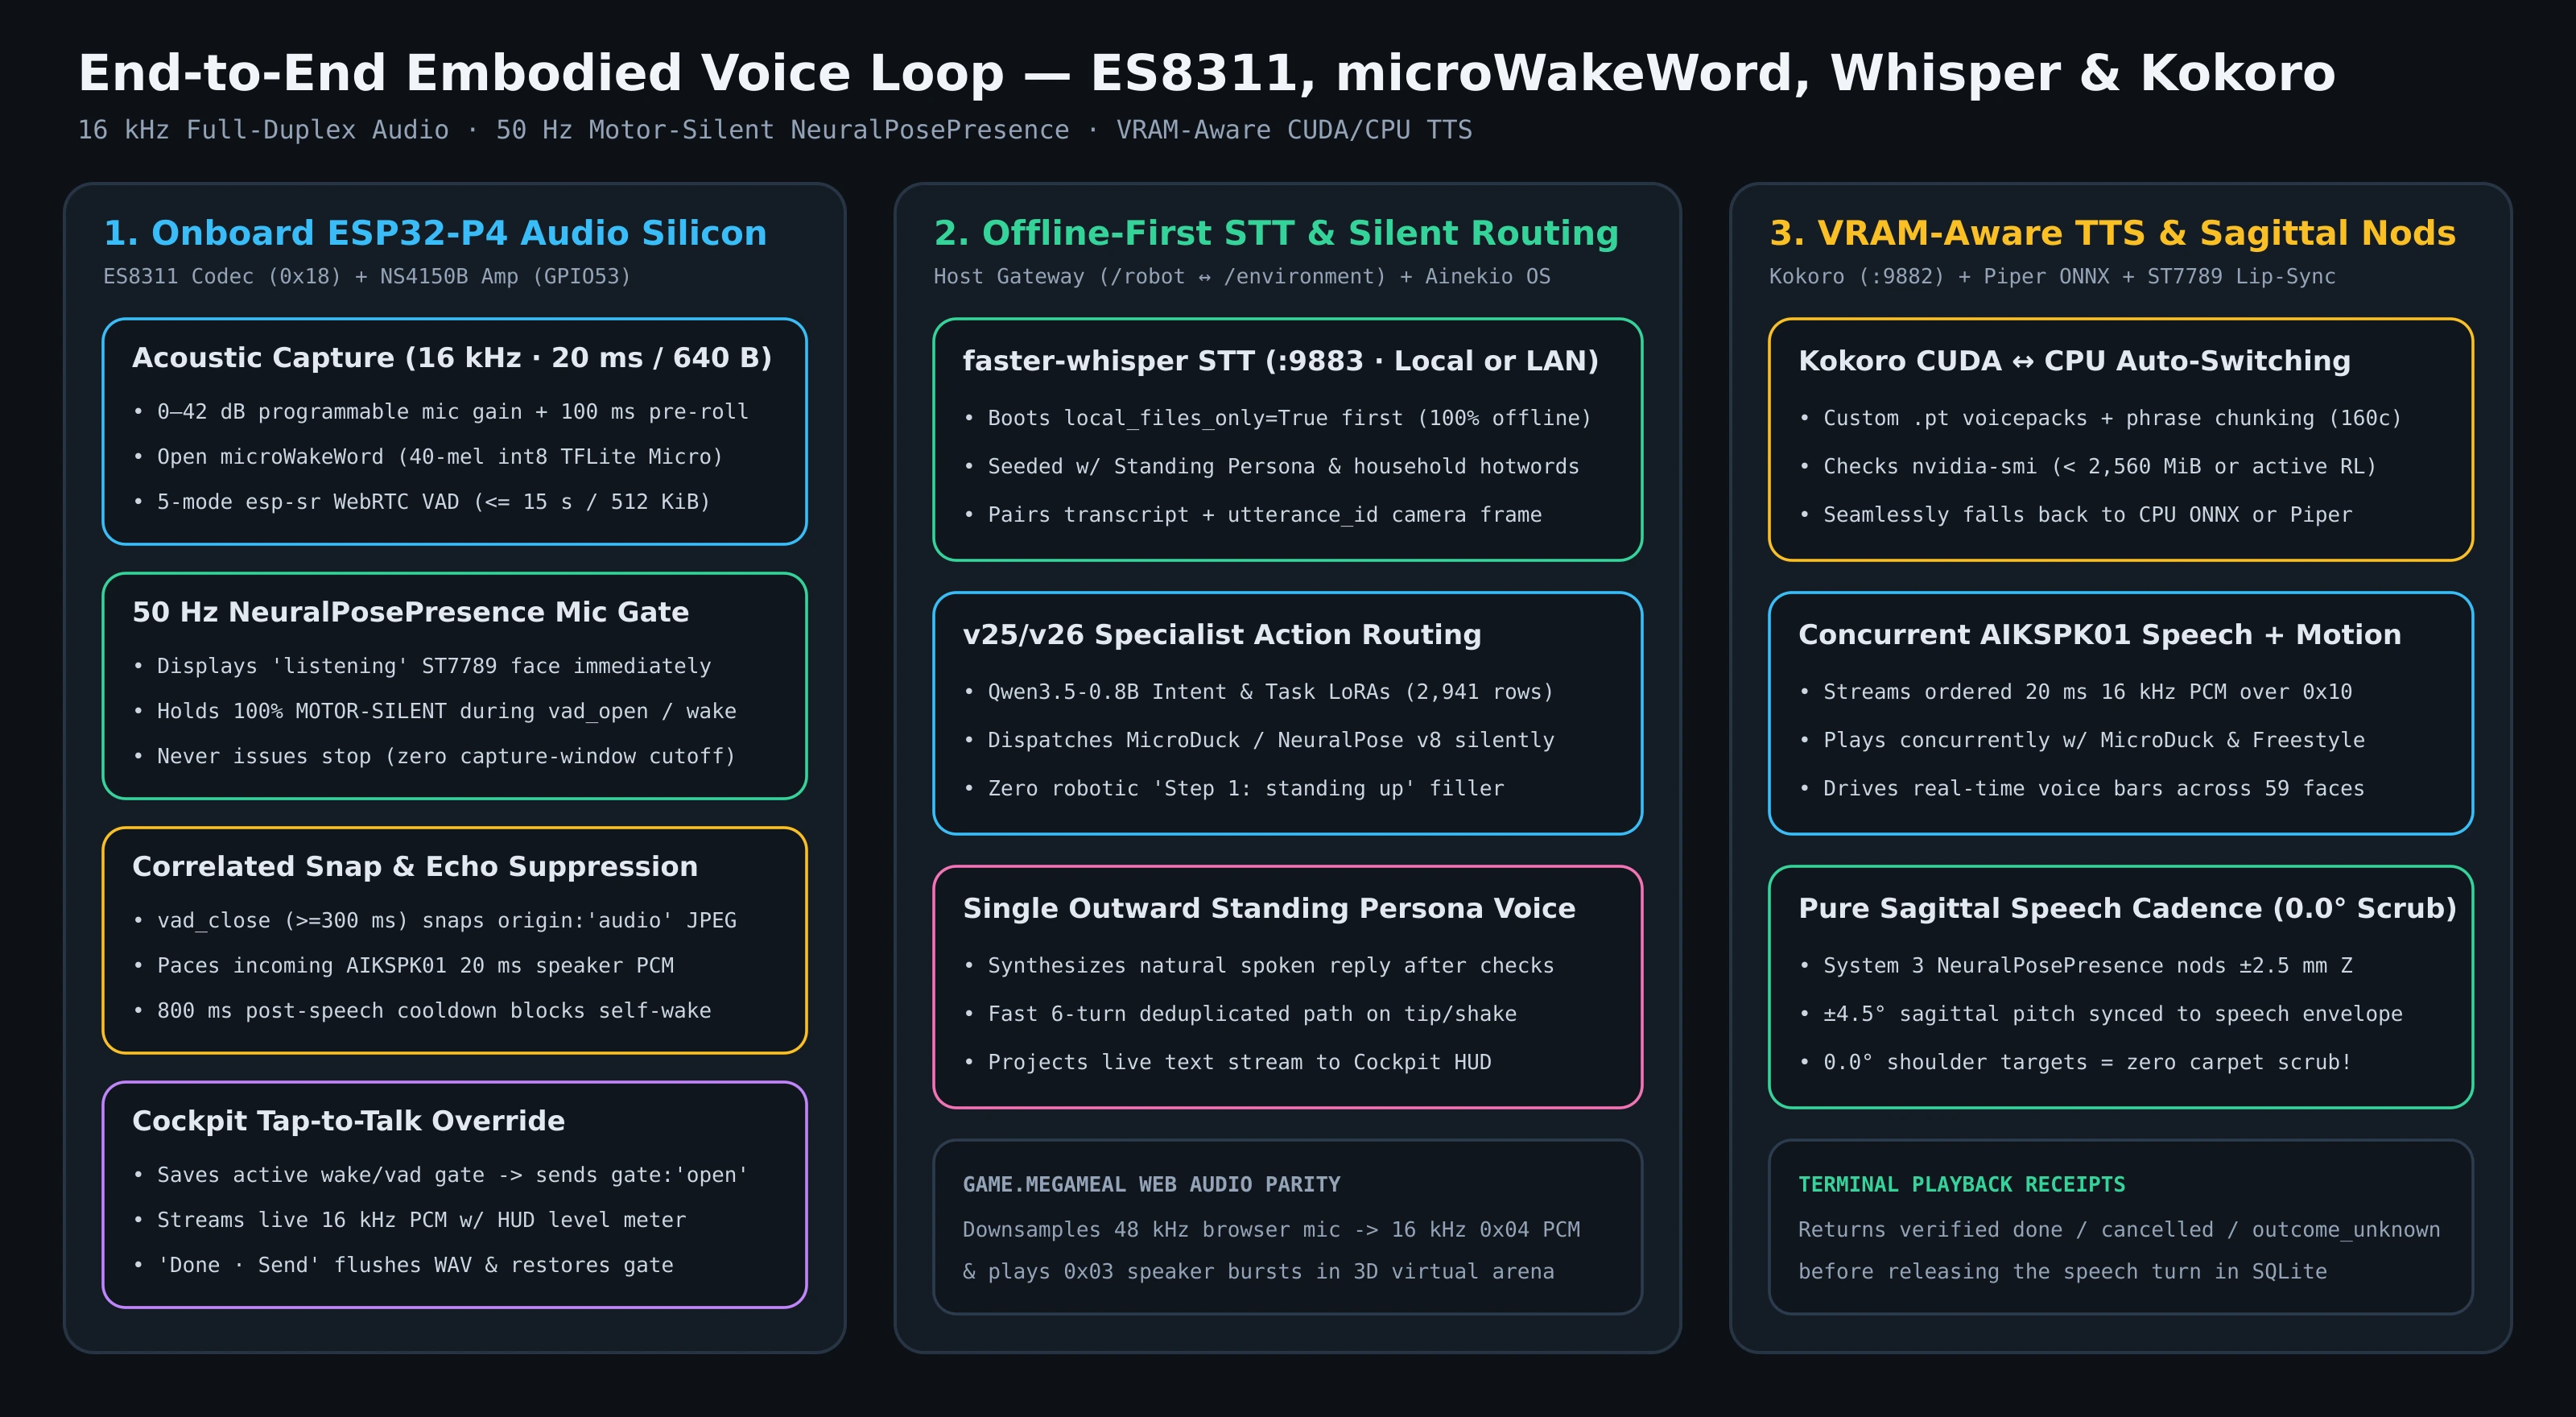 End-to-End Embodied Voice Loop — ES8311, microWakeWord, Whisper & Kokoro
16 kHz Full-Duplex Audio · 50 Hz Motor-Silent NeuralPosePresence · VRAM-Aware CUDA/CPU TTS
1. Onboard ESP32-P4 Audio Silicon
ES8311 Codec (0x18) + NS4150B Amp (GPIO53)
Acoustic Capture (16 kHz · 20 ms / 640 B)
• 0–42 dB programmable mic gain + 100 ms pre-roll
• Open microWakeWord (40-mel int8 TFLite Micro)
• 5-mode esp-sr WebRTC VAD (<= 15 s / 512 KiB)
50 Hz NeuralPosePresence Mic Gate
• Displays 'listening' ST7789 face immediately
• Holds 100% MOTOR-SILENT during vad_open / wake
• Never issues stop (zero capture-window cutoff)
Correlated Snap & Echo Suppression
• vad_close (>=300 ms) snaps origin:'audio' JPEG
• Paces incoming AIKSPK01 20 ms speaker PCM
• 800 ms post-speech cooldown blocks self-wake
Cockpit Tap-to-Talk Override
• Saves active wake/vad gate -> sends gate:'open'
• Streams live 16 kHz PCM w/ HUD level meter
• 'Done · Send' flushes WAV & restores gate
2. Offline-First STT & Silent Routing
Host Gateway (/robot ↔ /environment) + Ainekio OS
faster-whisper STT (:9883 · Local or LAN)
• Boots local_files_only=True first (100% offline)
• Seeded w/ Standing Persona & household hotwords
• Pairs transcript + utterance_id camera frame
v25/v26 Specialist Action Routing
• Qwen3.5-0.8B Intent & Task LoRAs (2,941 rows)
• Dispatches MicroDuck / NeuralPose v8 silently
• Zero robotic 'Step 1: standing up' filler
Single Outward Standing Persona Voice
• Synthesizes natural spoken reply after checks
• Fast 6-turn deduplicated path on tip/shake
• Projects live text stream to Cockpit HUD
GAME.MEGAMEAL WEB AUDIO PARITY
Downsamples 48 kHz browser mic -> 16 kHz 0x04 PCM
& plays 0x03 speaker bursts in 3D virtual arena
3. VRAM-Aware TTS & Sagittal Nods
Kokoro (:9882) + Piper ONNX + ST7789 Lip-Sync
Kokoro CUDA ↔ CPU Auto-Switching
• Custom .pt voicepacks + phrase chunking (160c)
• Checks nvidia-smi (< 2,560 MiB or active RL)
• Seamlessly falls back to CPU ONNX or Piper
Concurrent AIKSPK01 Speech + Motion
• Streams ordered 20 ms 16 kHz PCM over 0x10
• Plays concurrently w/ MicroDuck & Freestyle
• Drives real-time voice bars across 59 faces
Pure Sagittal Speech Cadence (0.0° Scrub)
• System 3 NeuralPosePresence nods ±2.5 mm Z
• ±4.5° sagittal pitch synced to speech envelope
• 0.0° shoulder targets = zero carpet scrub!
TERMINAL PLAYBACK RECEIPTS
Returns verified done / cancelled / outcome_unknown
before releasing the speech turn in SQLite